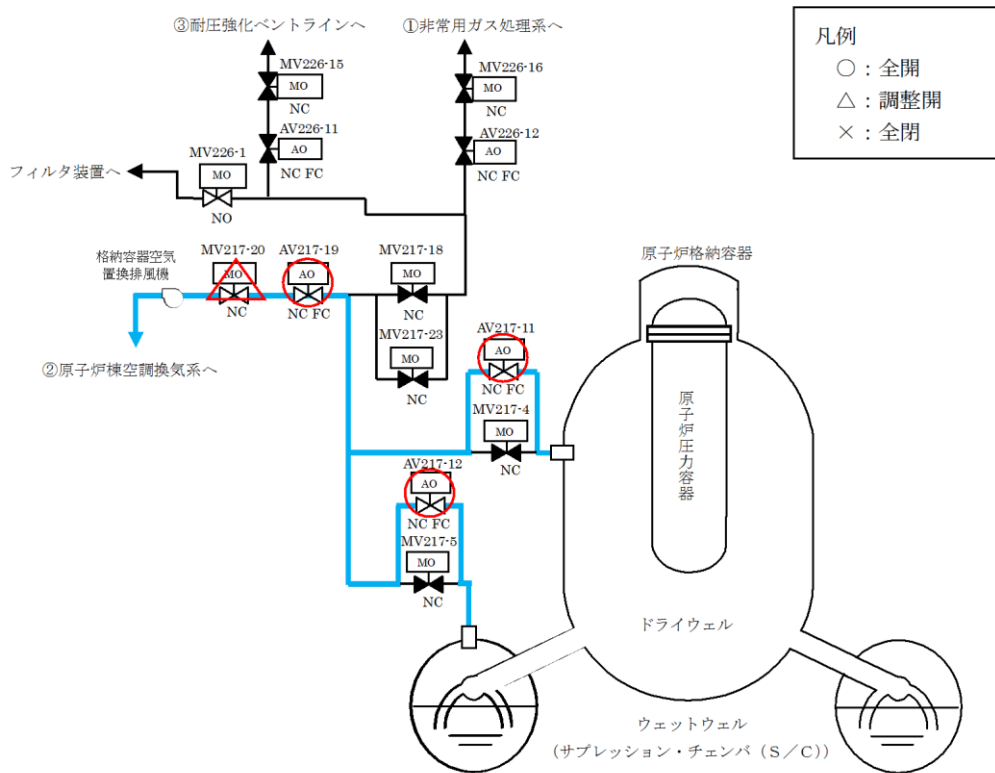 ③耐圧強化ベントラインへ
①非常用ガス処理系へ
凡例
○：全開
△：調整開
×：全閉
MV226-15
MO
NC
MV226-16
MO
NC
AV226-11
AO
NC FC
AV226-12
AO
NC FC
MV226-1
MO
NO
フィルタ装置へ
格納容器空気
置換排風機
MV217-20
MO
NC
AV217-19
AO
NC FC
MV217-18
MO
NC
MV217-23
MO
NC
②原子炉棟空調換気系へ
AV217-11
AO
NC FC
MV217-4
MO
NC
AV217-12
AO
NC FC
MV217-5
MO
NC
原子炉格納容器
原子炉圧力容器
ドライウェル
ウェットウェル
（サプレッション・チェンバ（Ｓ／Ｃ））